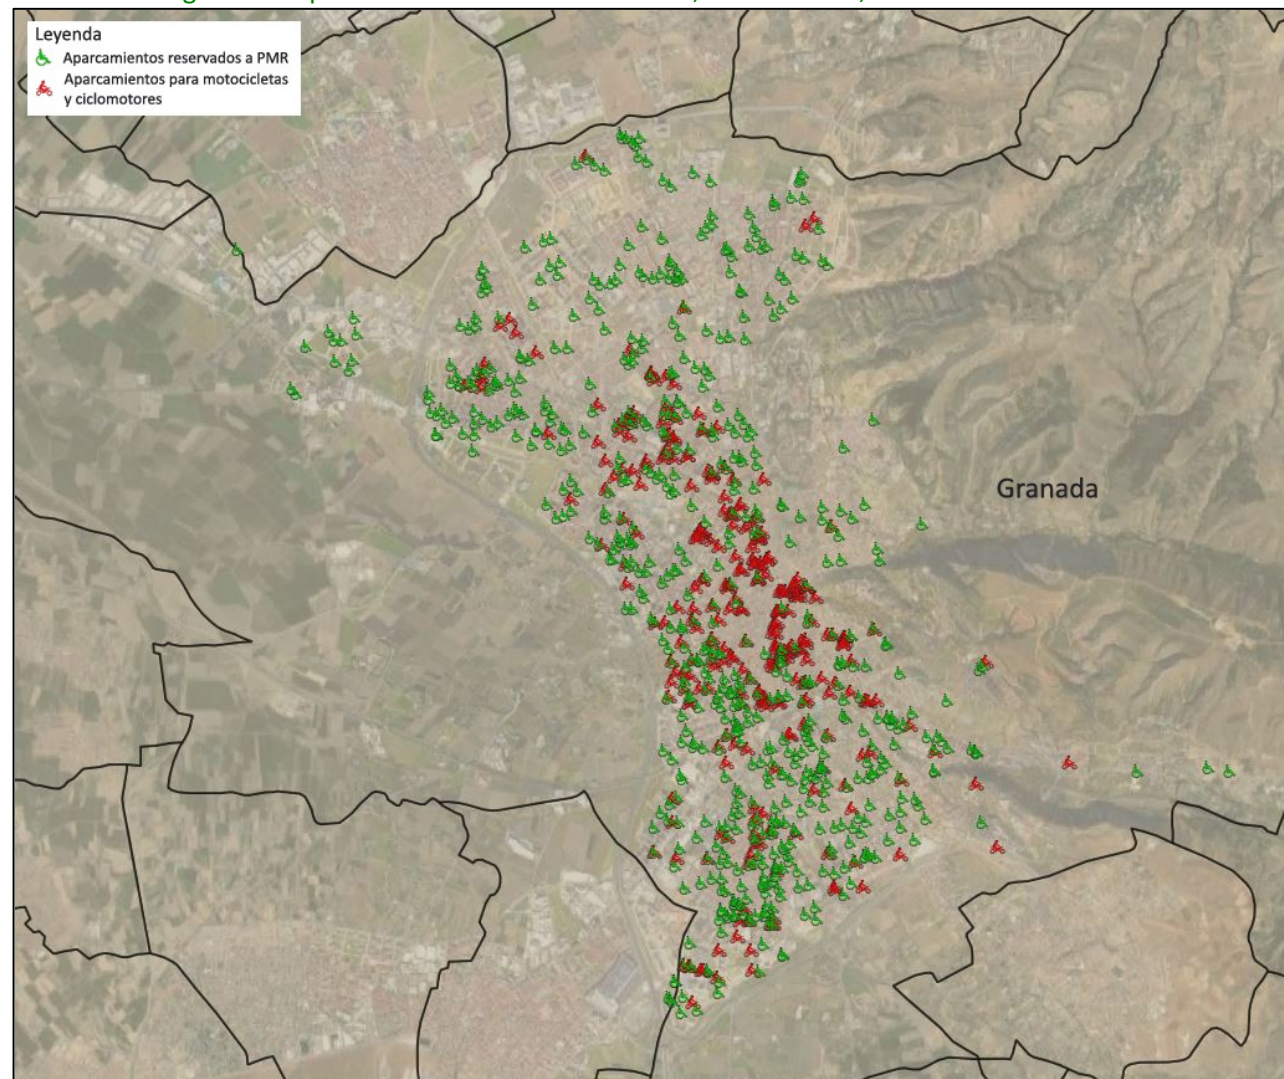 Leyenda
Aparcamientos reservados a PMR
Aparcamientos para motocicletas
y ciclomotores
Granada